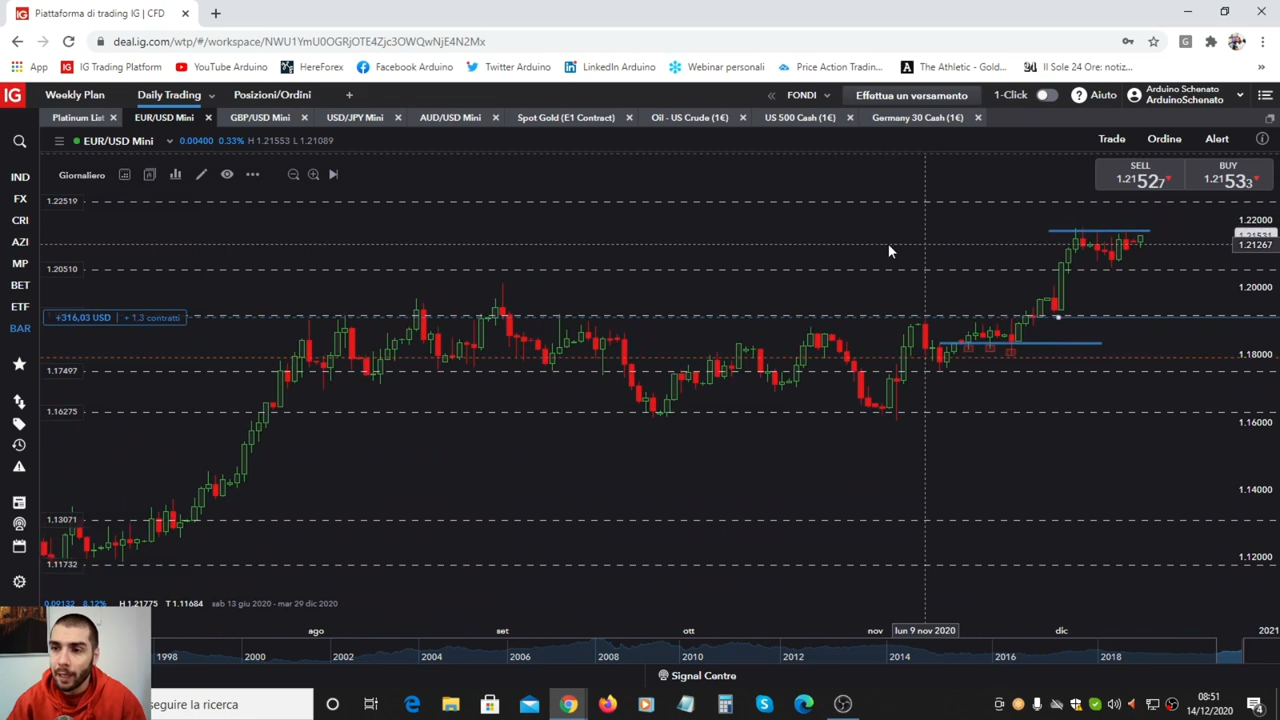 IG Piattaforma di trading IG | CFD
deal.ig.com/wtp/#/workspace/NWU1YmU0OGRjOTE4Zjc3OWQwNjE4N2Mx
App IG Trading Platform YouTube Arduino HereForex Facebook Arduino Twitter Arduino LinkedIn Arduino Webinar personali Price Action Tradin... The Athletic - Gold... Il Sole 24 Ore: notiz...
IG Weekly Plan Daily Trading Posizioni/Ordini FONDI Effettua un versamento 1-Click Aiuto Arduino Schenato
ArduinoSchenato
Platinum List EUR/USD Mini GBP/USD Mini USD/JPY Mini AUD/USD Mini Spot Gold (E1 Contract) Oil - US Crude (1€) US 500 Cash (1€) Germany 30 Cash (1€)
EUR/USD Mini 0.00400 0.33% H 1.21553 L 1.21089 Trade Ordine Alert
Giornaliero
SELL BUY
1.21527 1.21533
IND
FX
CRI
AZI
MP
BET
ETF
BAR
1.22519
1.20510
+316,03 USD + 1.3 contratti
1.17497
1.16275
1.13071
1.11732
1.22000
1.21531
1.21267
1.20000
1.18000
1.16000
1.14000
1.12000
0.09132 8.12% H 1.21775 T 1.11684 sab 13 giu 2020 - mar 29 dic 2020
ago set ott nov lun 9 nov 2020 dic 2021
1998 2000 2002 2004 2006 2008 2010 2012 2014 2016 2018
Signal Centre
seguire la ricerca
08:51
14/12/2020
4